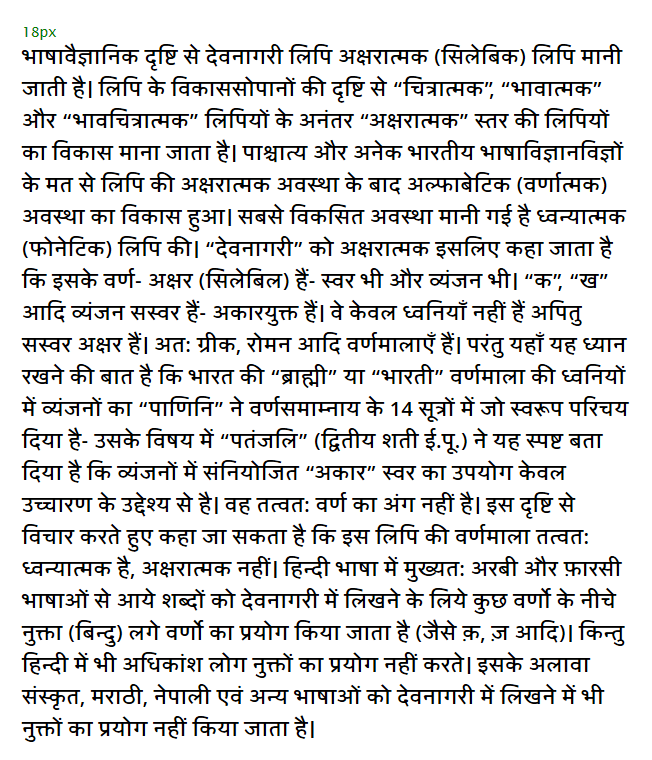 18px
भाषावैज्ञानिक दृष्टि से देवनागरी लिपि अक्षरात्मक (सिलेबिक) लिपि मानी
जाती है। लिपि के विकाससोपानों की दृष्टि से “चित्रात्मक”, “भावात्मक”
और “भावचित्रात्मक” लिपियों के अनंतर “अक्षरात्मक” स्तर की लिपियों
का विकास माना जाता है। पाश्चात्य और अनेक भारतीय भाषाविज्ञानविज्ञों
के मत से लिपि की अक्षरात्मक अवस्था के बाद अल्फाबेटिक (वर्णात्मक)
अवस्था का विकास हुआ। सबसे विकसित अवस्था मानी गई है ध्वन्यात्मक
(फोनेटिक) लिपि की। “देवनागरी” को अक्षरात्मक इसलिए कहा जाता है
कि इसके वर्ण- अक्षर (सिलेबिल) हैं- स्वर भी और व्यंजन भी। “क”, “ख”
आदि व्यंजन सस्वर हैं- अकारयुक्त हैं। वे केवल ध्वनियाँ नहीं हैं अपितु
सस्वर अक्षर हैं। अत: ग्रीक, रोमन आदि वर्णमालाएँ हैं। परंतु यहाँ यह ध्यान
रखने की बात है कि भारत की “ब्राह्मी” या “भारती” वर्णमाला की ध्वनियों
में व्यंजनों का “पाणिनि” ने वर्णसमाम्नाय के 14 सूत्रों में जो स्वरूप परिचय
दिया है- उसके विषय में “पतंजलि” (द्वितीय शती ई.पू.) ने यह स्पष्ट बता
दिया है कि व्यंजनों में संनियोजित “अकार” स्वर का उपयोग केवल
उच्चारण के उद्देश्य से है। वह तत्वत: वर्ण का अंग नहीं है। इस दृष्टि से
विचार करते हुए कहा जा सकता है कि इस लिपि की वर्णमाला तत्वत:
ध्वन्यात्मक है, अक्षरात्मक नहीं। हिन्दी भाषा में मुख्यत: अरबी और फ़ारसी
भाषाओं से आये शब्दों को देवनागरी में लिखने के लिये कुछ वर्णो के नीचे
नुक्ता (बिन्दु) लगे वर्णो का प्रयोग किया जाता है (जैसे क़, ज़ आदि)। किन्तु
हिन्दी में भी अधिकांश लोग नुक्तों का प्रयोग नहीं करते। इसके अलावा
संस्कृत, मराठी, नेपाली एवं अन्य भाषाओं को देवनागरी में लिखने में भी
नुक्तों का प्रयोग नहीं किया जाता है।